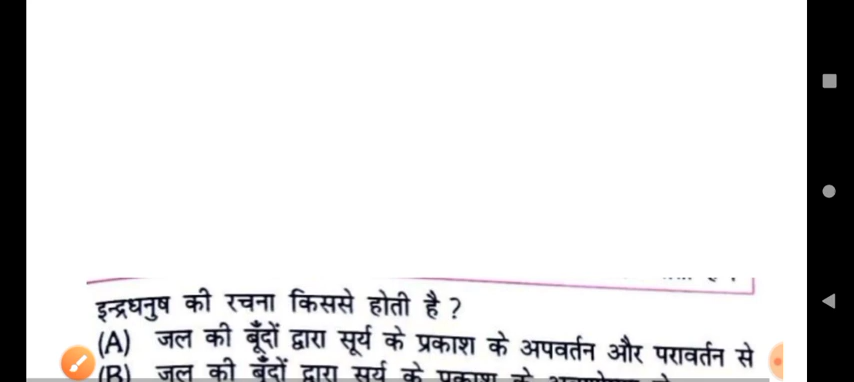 इन्द्रधनुष की रचना किससे होती है ?
(A) जल की बूँदों द्वारा सूर्य के प्रकाश के अपवर्तन और परावर्तन से
(B) जल की बूँदों द्वारा सूर्य के प्रकाश के